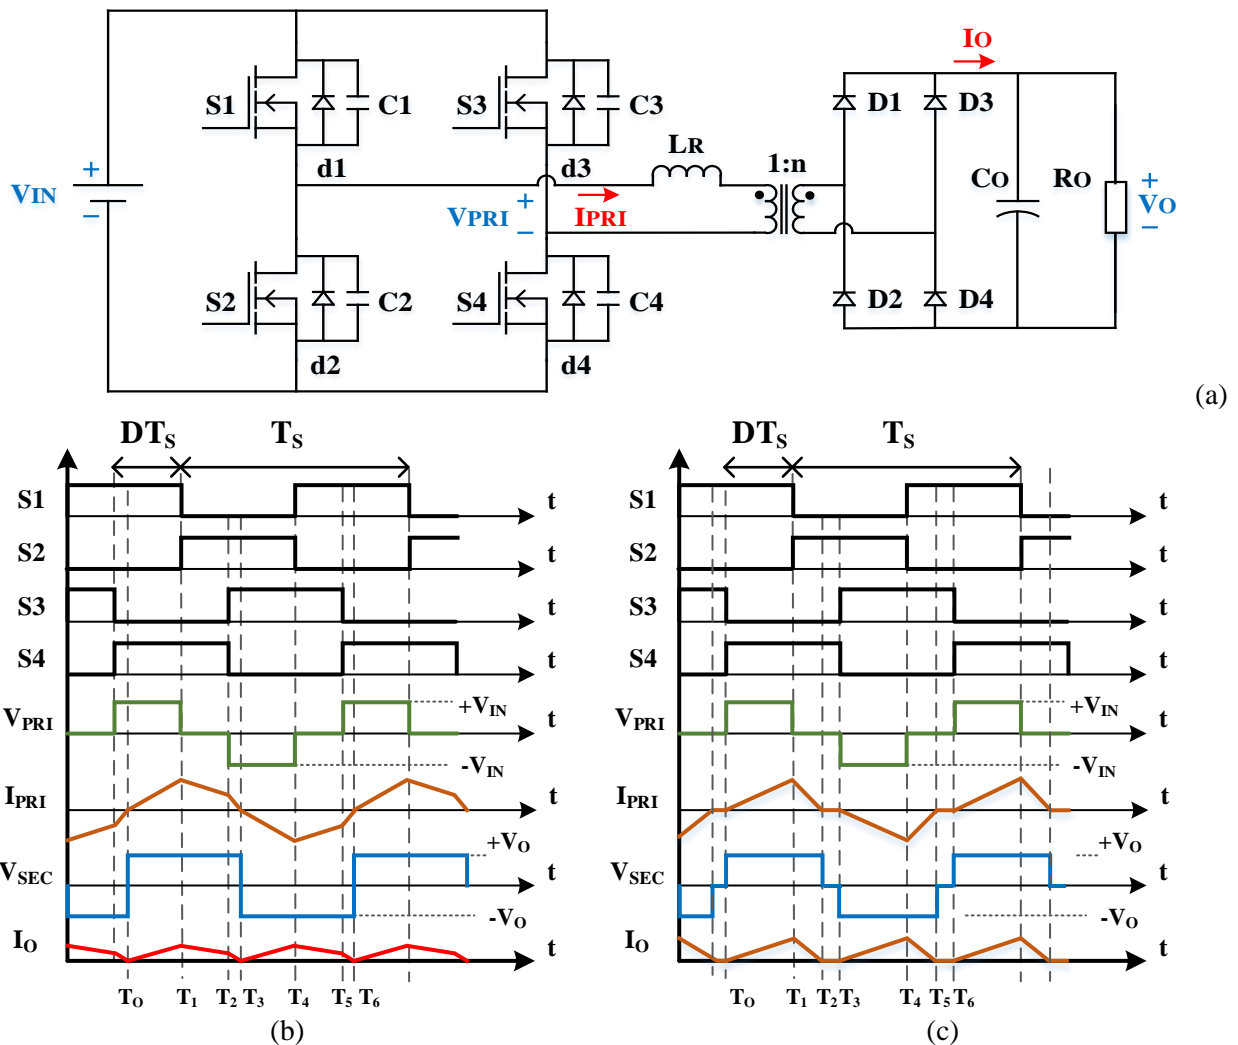 IO
S1 C1 S3 C3 D1 D3
LR
d1 d3 1:n
VIN + − VPRI + − IPRI CO RO + VO −
S2 C2 S4 C4 D2 D4
d2 d4
(a)
DTS TS
S1 t
S2 t
S3 t
S4 t
VPRI +VIN t
-VIN
IPRI t
+VO
VSEC t
-VO
IO t
TO T1 T2 T3 T4 T5 T6
(b)
DTS TS
S1 t
S2 t
S3 t
S4 t
VPRI +VIN t
-VIN
IPRI t
+VO
VSEC t
-VO
IO t
TO T1 T2 T3 T4 T5 T6
(c)